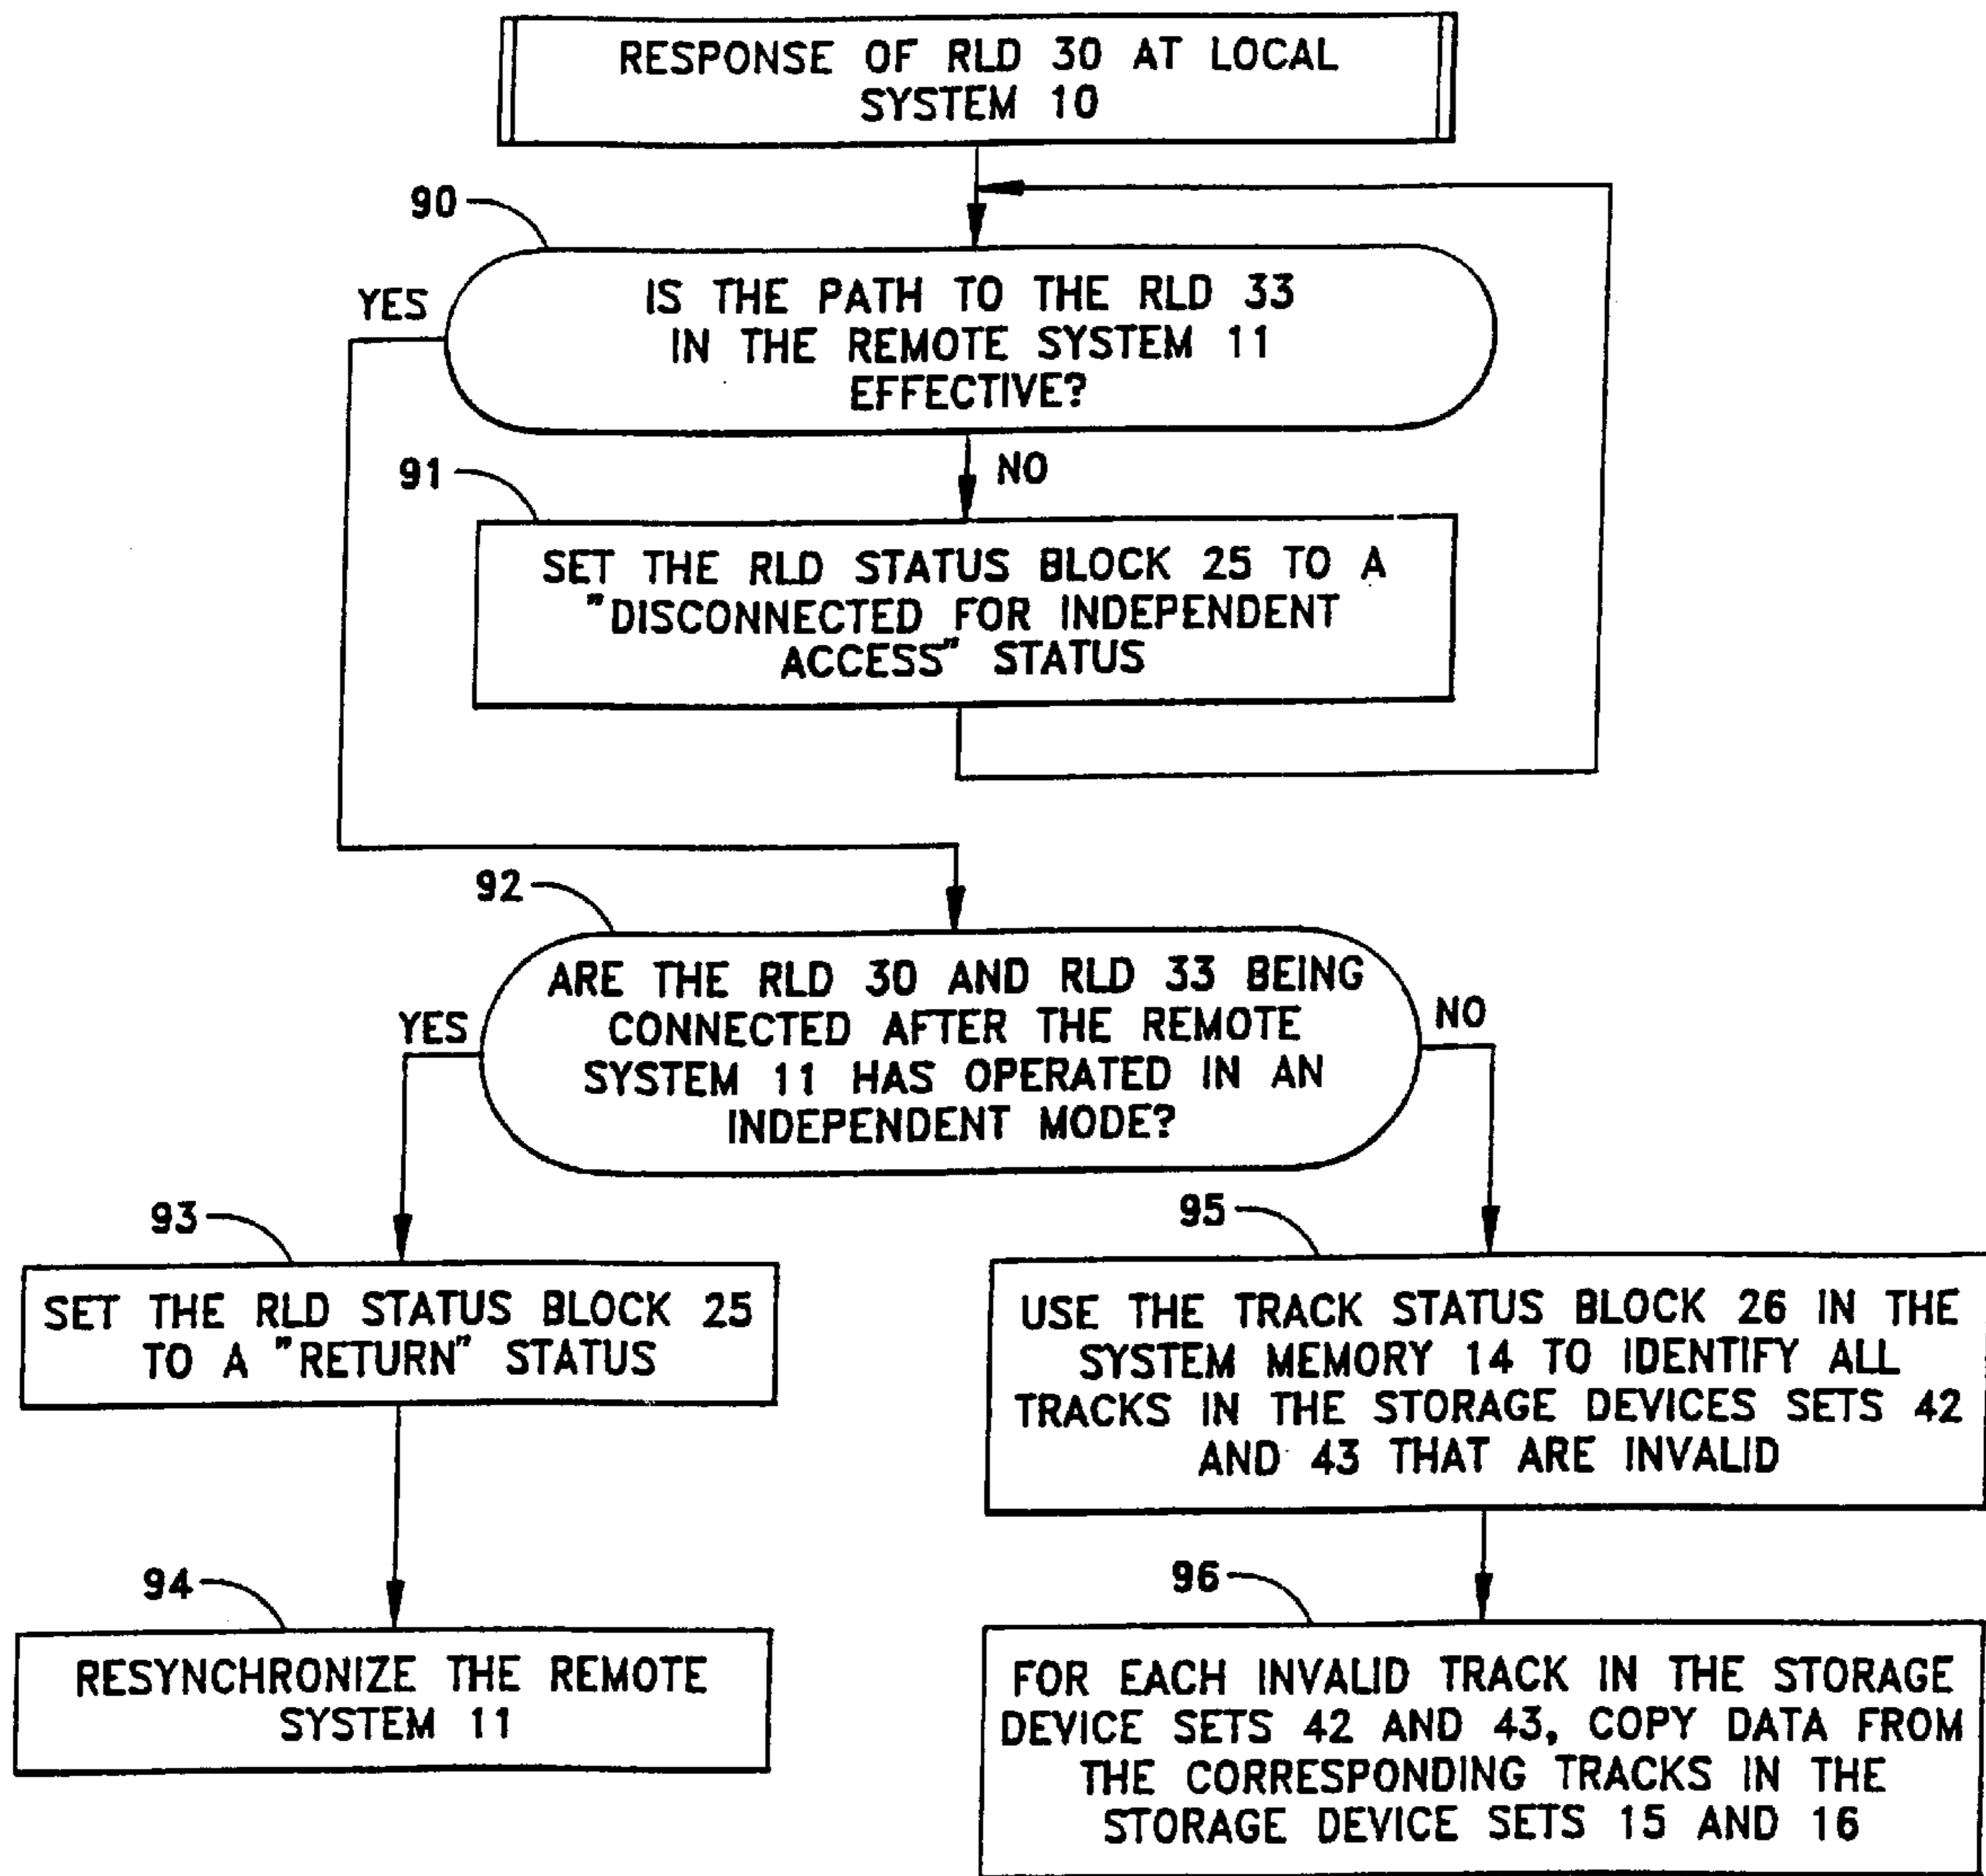 RESPONSE OF RLD 30 AT LOCAL
SYSTEM 10
90
YES
IS THE PATH TO THE RLD 33
IN THE REMOTE SYSTEM 11
EFFECTIVE?
NO
91
SET THE RLD STATUS BLOCK 25 TO A
"DISCONNECTED FOR INDEPENDENT
ACCESS" STATUS
92
ARE THE RLD 30 AND RLD 33 BEING
CONNECTED AFTER THE REMOTE
SYSTEM 11 HAS OPERATED IN AN
INDEPENDENT MODE?
YES
NO
93
SET THE RLD STATUS BLOCK 25
TO A "RETURN" STATUS
94
RESYNCHRONIZE THE REMOTE
SYSTEM 11
95
USE THE TRACK STATUS BLOCK 26 IN THE
SYSTEM MEMORY 14 TO IDENTIFY ALL
TRACKS IN THE STORAGE DEVICES SETS 42
AND 43 THAT ARE INVALID
96
FOR EACH INVALID TRACK IN THE STORAGE
DEVICE SETS 42 AND 43, COPY DATA FROM
THE CORRESPONDING TRACKS IN THE
STORAGE DEVICE SETS 15 AND 16